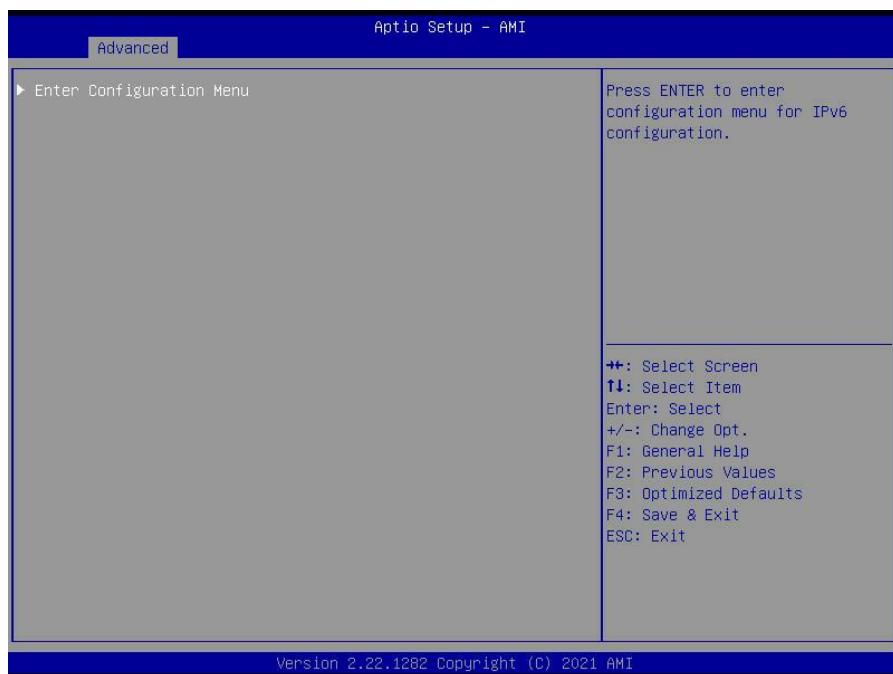 Aptio Setup – AMI
Advanced
▶ Enter Configuration Menu
Press ENTER to enter
configuration menu for IPv6
configuration.
→←: Select Screen
↑↓: Select Item
Enter: Select
+/-: Change Opt.
F1: General Help
F2: Previous Values
F3: Optimized Defaults
F4: Save & Exit
ESC: Exit
Version 2.22.1282 Copyright (C) 2021 AMI